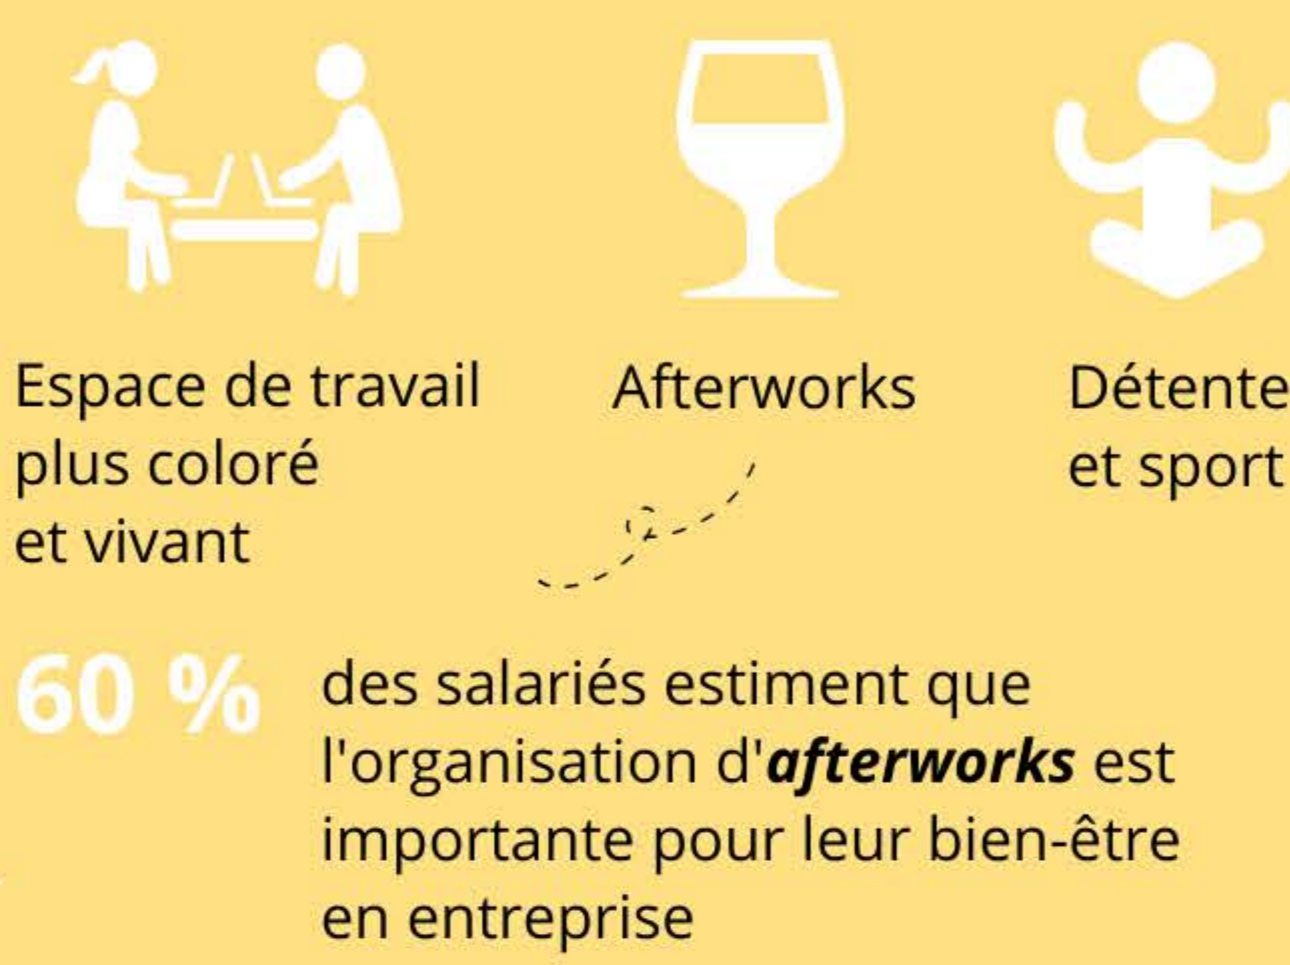 Espace de travail
plus coloré
et vivant
Afterworks
Détente
et sport
60 %
des salariés estiment que
l'organisation d'afterworks est
importante pour leur bien-être
en entreprise